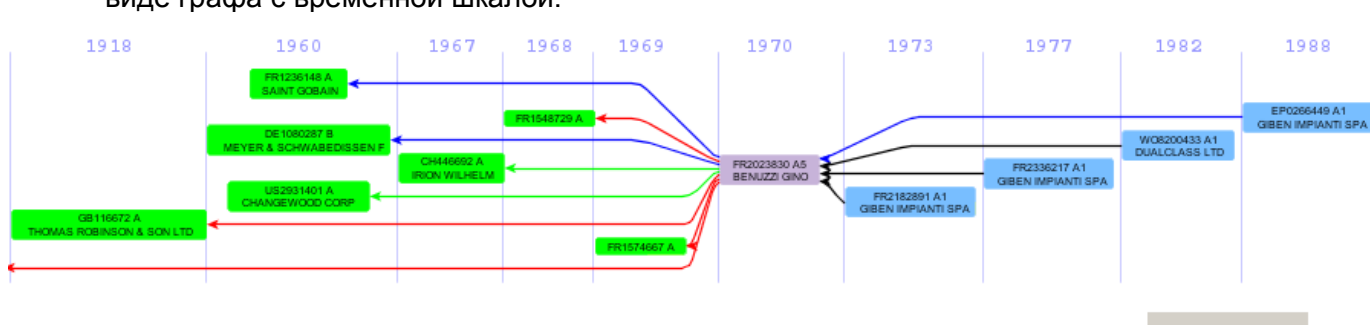 виде графа с временной шкалой.
1918 1960 1967 1968 1969 1970 1973 1977 1982 1988
FR1236148 A
SAINT GOBAIN
FR1548729 A
EP0266449 A1
GIBEN IMPIANTI SPA
DE1080287 B
MEYER & SCHWABEDISSEN F
WO8200433 A1
DUALCLASS LTD
CH446692 A
IRION WILHELM
FR2023830 A5
BENUZZI GINO
FR2336217 A1
GIBEN IMPIANTI SPA
US2931401 A
CHANGEWOOD CORP
FR2182891 A1
GIBEN IMPIANTI SPA
GB116672 A
THOMAS ROBINSON & SON LTD
FR1574667 A